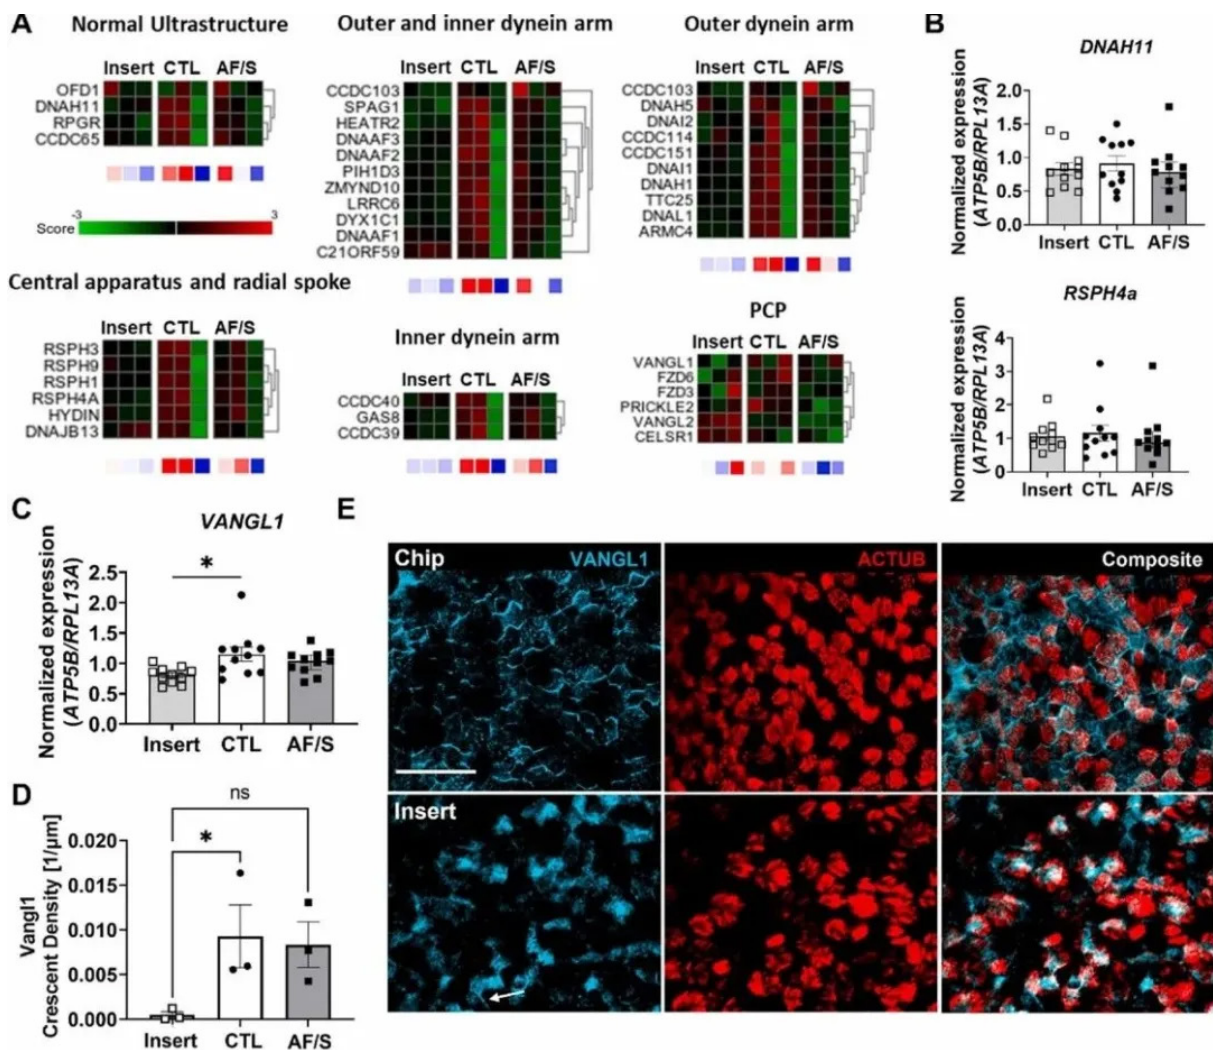 A
Normal Ultrastructure
Insert CTL AF/S
OFD1
DNAH11
RPGR
CCDC65
-3 3
Score
Outer and inner dynein arm
Insert CTL AF/S
CCDC103
SPAG1
HEATR2
DNAAF3
DNAAF2
PIH1D3
ZMYND10
LRRC6
DYX1C1
DNAAF1
C21ORF59
Outer dynein arm
Insert CTL AF/S
CCDC103
DNAH5
DNAI2
CCDC114
CCDC151
DNAI1
DNAH1
TTC25
DNAL1
ARMC4
Central apparatus and radial spoke
Insert CTL AF/S
RSPH3
RSPH9
RSPH1
RSPH4A
HYDIN
DNAJB13
Inner dynein arm
Insert CTL AF/S
CCDC40
GAS8
CCDC39
PCP
Insert CTL AF/S
VANGL1
FZD6
FZD3
PRICKLE2
VANGL2
CELSR1
B
DNAH11
Normalized expression
(ATP5B/RPL13A)
2.0
1.5
1.0
0.5
0.0
Insert CTL AF/S
RSPH4a
Normalized expression
(ATP5B/RPL13A)
4
3
2
1
0
Insert CTL AF/S
C
VANGL1
*
Normalized expression
(ATP5B/RPL13A)
2.5
2.0
1.5
1.0
0.5
0.0
Insert CTL AF/S
D
ns
*
Vangl1
Crescent Density [1/µm]
0.020
0.015
0.010
0.005
0.000
Insert CTL AF/S
E
Chip VANGL1 ACTUB Composite
Insert